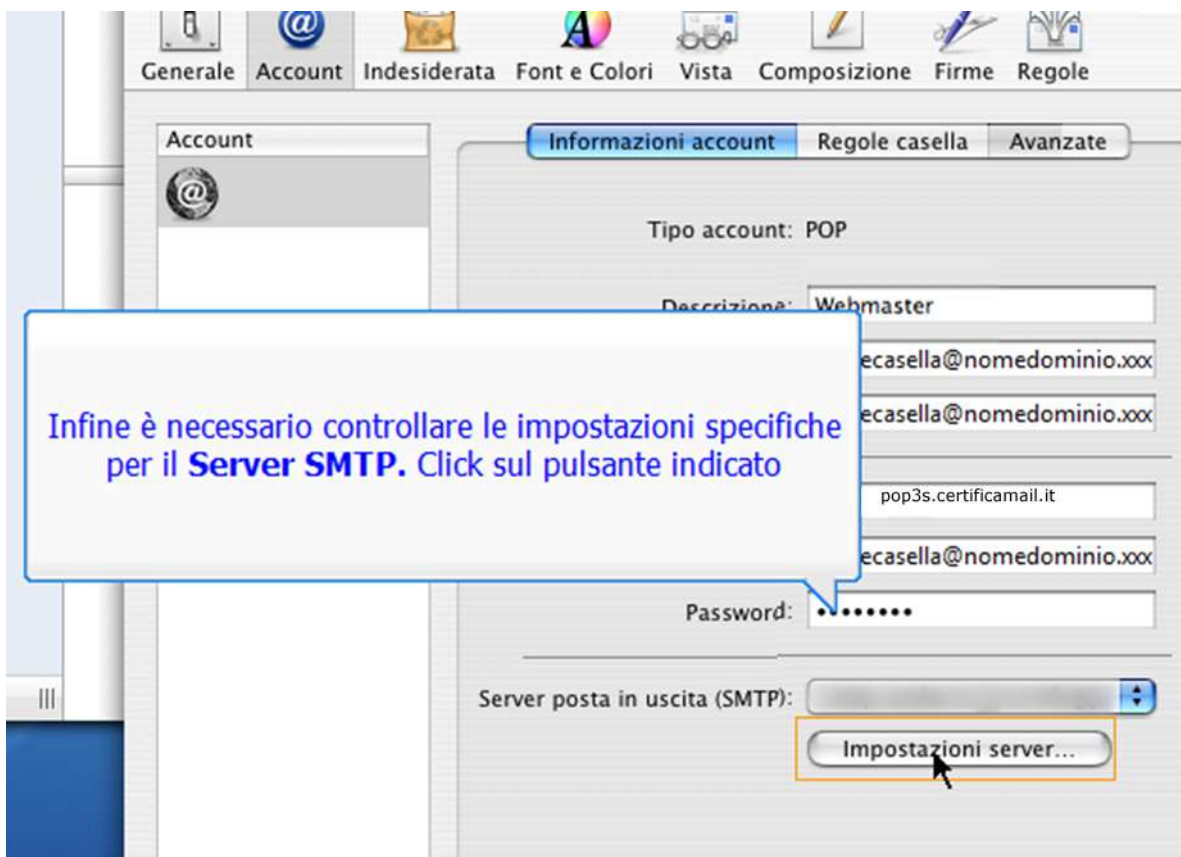 Generale Account Indesiderata Font e Colori Vista Composizione Firme Regole
Account
Informazioni account Regole casella Avanzate
Tipo account: POP
Descrizione: Webmaster
ecasella@nomedominio.xxx
ecasella@nomedominio.xxx
Infine è necessario controllare le impostazioni specifiche
per il Server SMTP. Click sul pulsante indicato
pop3s.certificamail.it
ecasella@nomedominio.xxx
Password: ••••••••
Server posta in uscita (SMTP):
Impostazioni server...